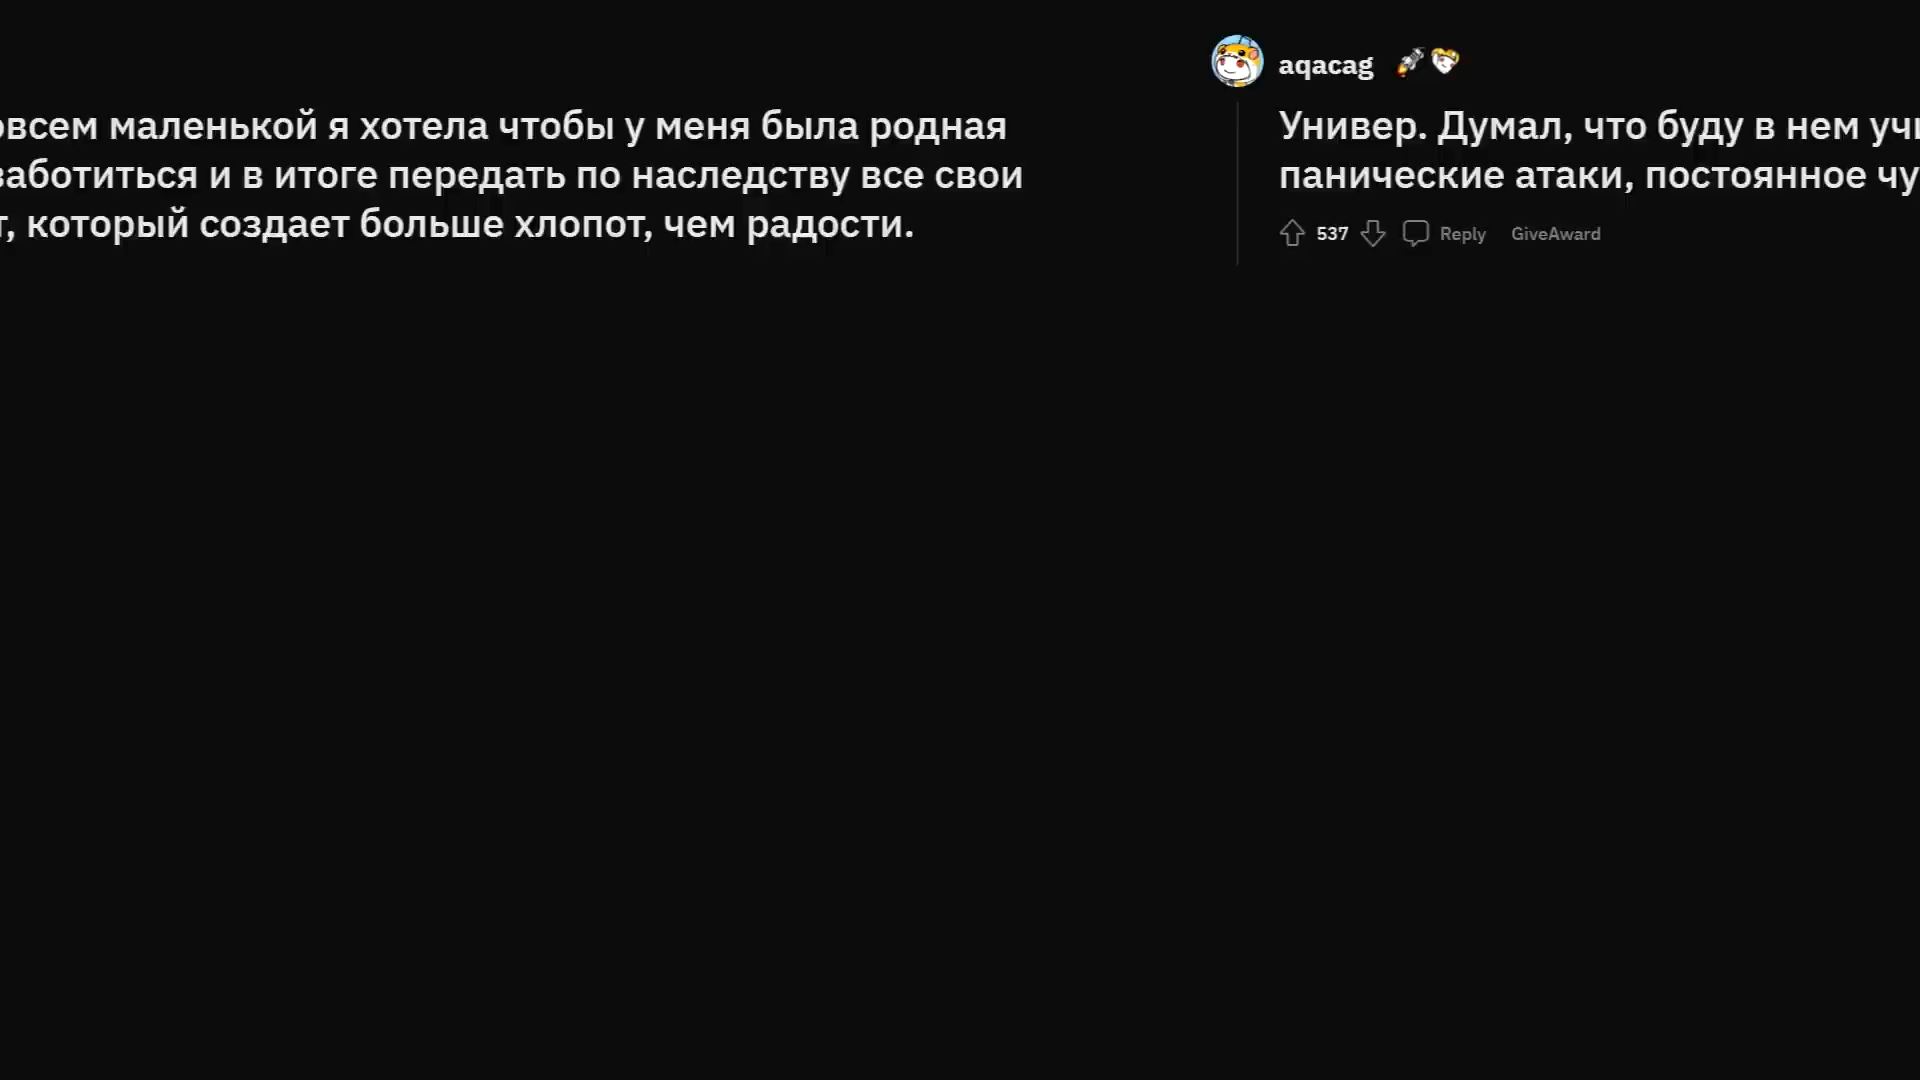 маленькой я хотела чтобы у меня была родная
заботиться и в итоге передать по наследству все свои
который создает больше хлопот, чем радости.
aqacag
Универ. Думал, что буду в нем
панические атаки, постоянное
537 Reply GiveAward